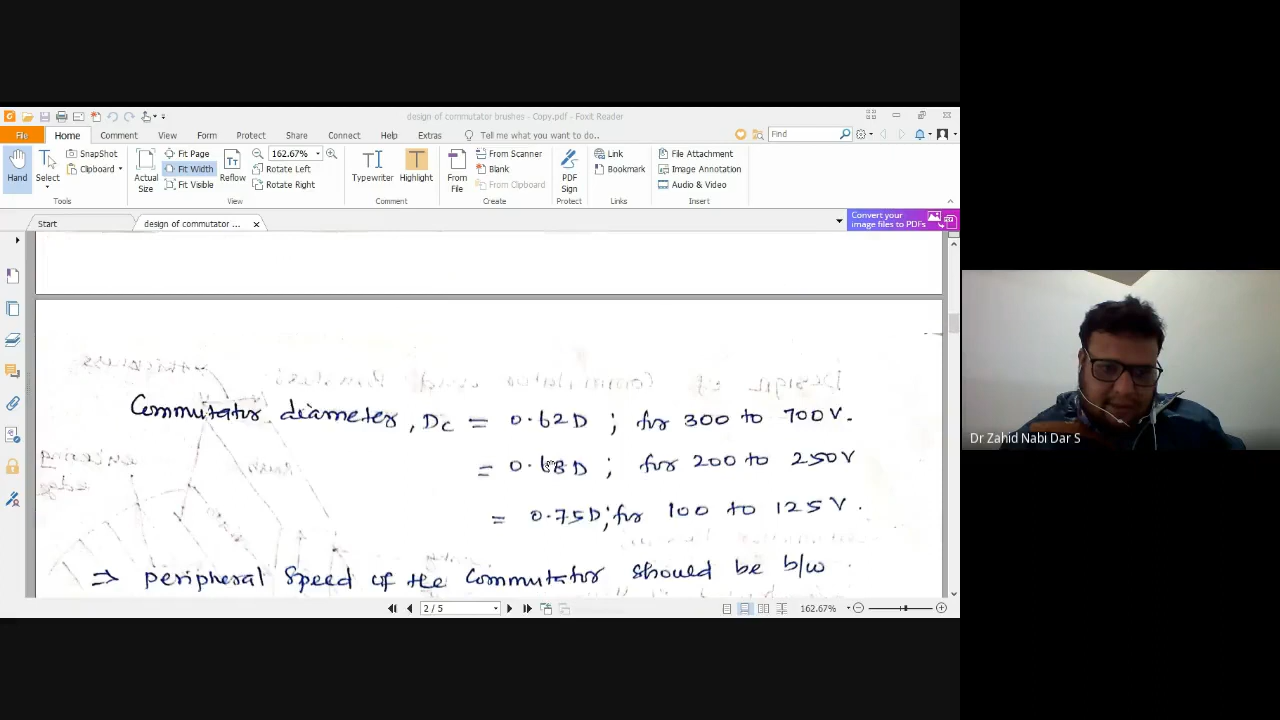 design of commutator brushes - Copy.pdf - Foxit Reader
File Home Comment View Form Protect Share Connect Help Extras Tell me what you want to do.. Find
Hand
Select
SnapShot
Clipboard
Tools
Actual Size
Fit Page
Fit Width
Fit Visible
Reflow
162.67%
Rotate Left
Rotate Right
View
Typewriter
Highlight
Comment
From File
From Scanner
Blank
From Clipboard
Create
PDF Sign
Protect
Link
Bookmark
Links
File Attachment
Image Annotation
Audio & Video
Insert
Start
design of commutator ...
Convert your
image files to PDFs
Commutator diameter, Dc = 0.62D ; for 300 to 700V.
= 0.68D ; for 200 to 250V
= 0.75D; for 100 to 125V.
⇒ peripheral speed of the commutator should be b/w
2 / 5
162.67%
Dr Zahid Nabi Dar S